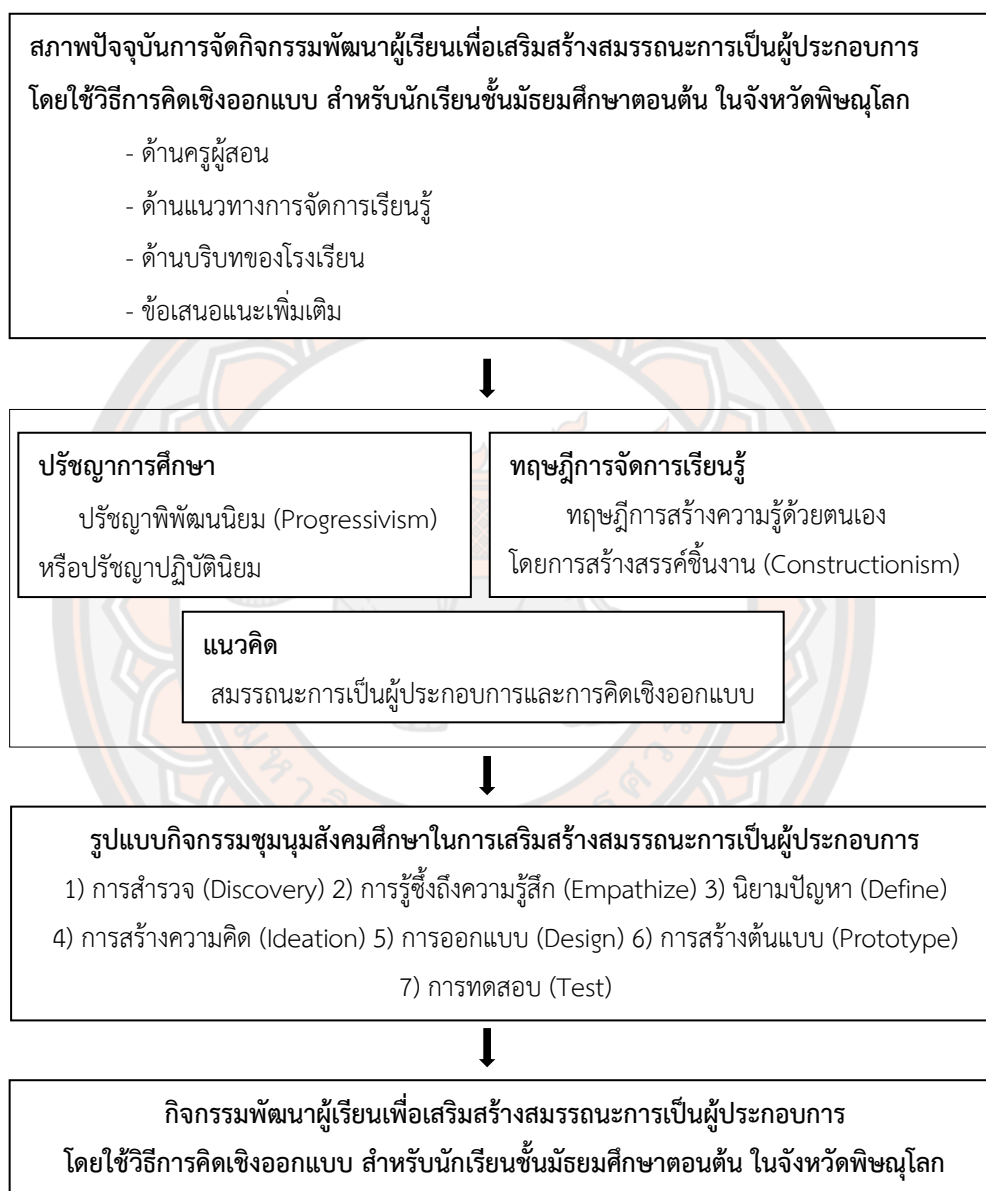 สภาพปัจจุบันการจัดกิจกรรมพัฒนาผู้เรียนเพื่อเสริมสร้างสมรรถนะการเป็นผู้ประกอบการ
โดยใช้วิธีการคิดเชิงออกแบบ สำหรับนักเรียนชั้นมัธยมศึกษาตอนต้น ในจังหวัดพิษณุโลก
- ด้านครูผู้สอน
- ด้านแนวทางการจัดการเรียนรู้
- ด้านบริบทของโรงเรียน
- ข้อเสนอแนะเพิ่มเติม
ปรัชญาการศึกษา
ปรัชญาพิพัฒนนิยม (Progressivism)
หรือปรัชญาปฏิบัตินิยม
ทฤษฎีการจัดการเรียนรู้
ทฤษฎีการสร้างความรู้ด้วยตนเอง
โดยการสร้างสรรค์ชิ้นงาน (Constructionism)
แนวคิด
สมรรถนะการเป็นผู้ประกอบการและการคิดเชิงออกแบบ
รูปแบบกิจกรรมชุมนุมสังคมศึกษาในการเสริมสร้างสมรรถนะการเป็นผู้ประกอบการ
1) การสำรวจ (Discovery) 2) การรู้ซึ้งถึงความรู้สึก (Empathize) 3) นิยามปัญหา (Define)
4) การสร้างความคิด (Ideation) 5) การออกแบบ (Design) 6) การสร้างต้นแบบ (Prototype)
7) การทดสอบ (Test)
กิจกรรมพัฒนาผู้เรียนเพื่อเสริมสร้างสมรรถนะการเป็นผู้ประกอบการ
โดยใช้วิธีการคิดเชิงออกแบบ สำหรับนักเรียนชั้นมัธยมศึกษาตอนต้น ในจังหวัดพิษณุโลก